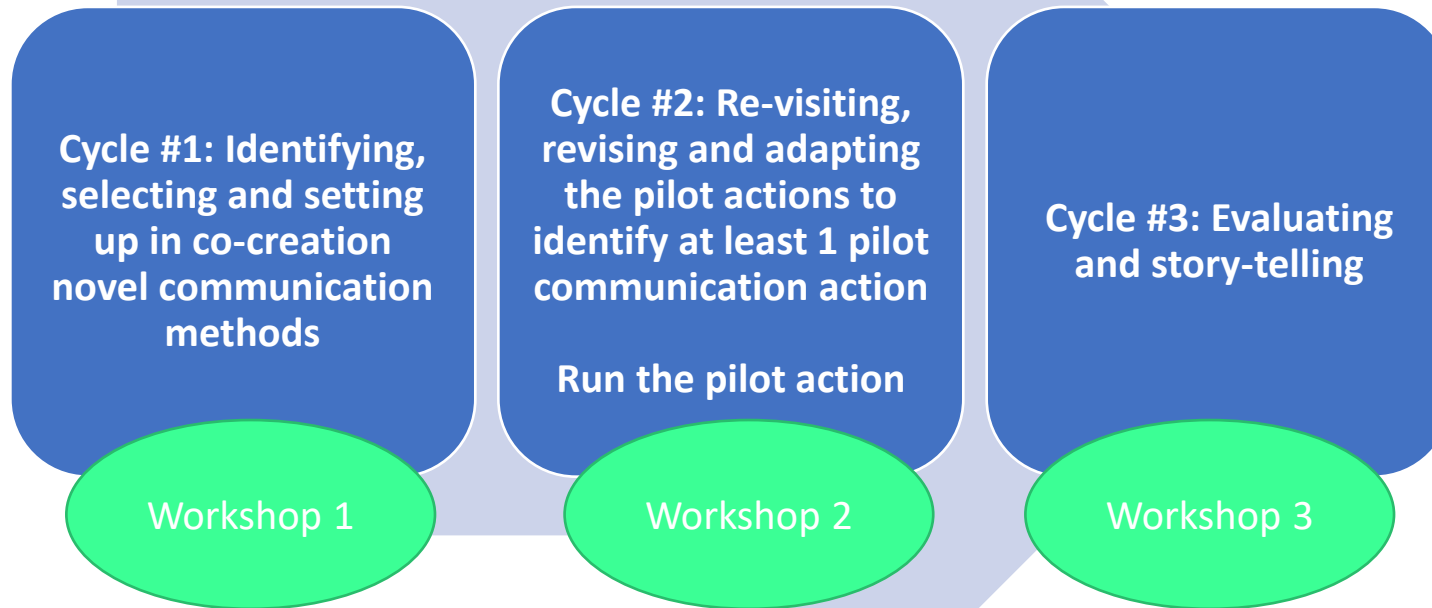 Cycle #1: Identifying,
selecting and setting
up in co-creation
novel communication
methods
Cycle #2: Re-visiting,
revising and adapting
the pilot actions to
identify at least 1 pilot
communication action
Run the pilot action
Cycle #3: Evaluating
and story-telling
Workshop 1
Workshop 2
Workshop 3